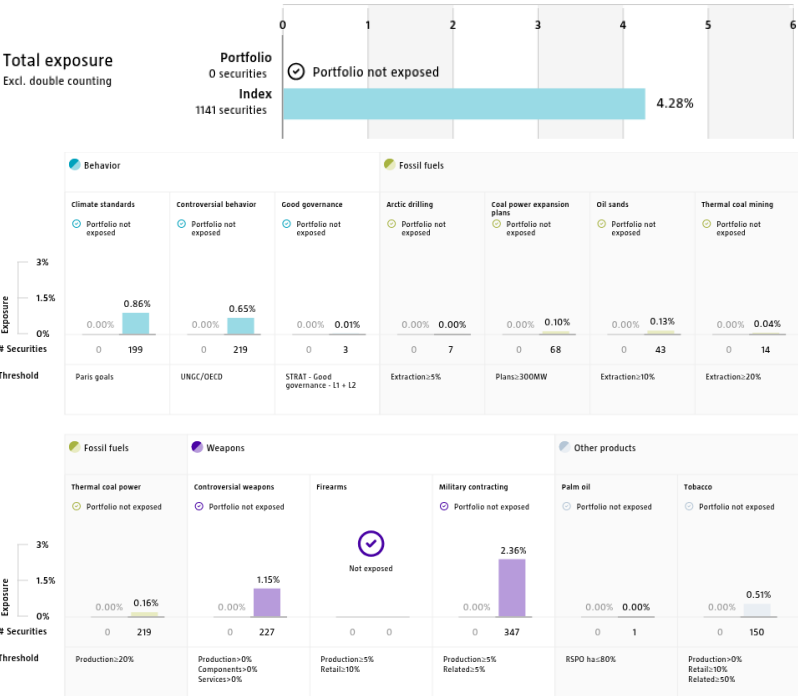 0 1 2 3 4 5 6
Total exposure
Excl. double counting
Portfolio
0 securities
Portfolio not exposed
Index
1141 securities
4.28%
Behavior
Fossil fuels
Climate standards
Controversial behavior
Good governance
Arctic drilling
Coal power expansion
plans
Oil sands
Thermal coal mining
Portfolio not
exposed
Portfolio not
exposed
Portfolio not
exposed
Portfolio not
exposed
Portfolio not
exposed
Portfolio not
exposed
Portfolio not
exposed
Exposure
3%
1.5%
0%
0.00% 0.86%
0.00% 0.65%
0.00% 0.01%
0.00% 0.00%
0.00% 0.10%
0.00% 0.13%
0.00% 0.04%
# Securities
0 199
0 219
0 3
0 7
0 68
0 43
0 14
Threshold
Paris goals
UNGC/OECD
STRAT - Good
governance - L1 + L2
Extraction≥5%
Plans≥300MW
Extraction≥10%
Extraction≥20%
Fossil fuels
Weapons
Other products
Thermal coal power
Controversial weapons
Firearms
Military contracting
Palm oil
Tobacco
Portfolio not exposed
Portfolio not exposed
Not exposed
Portfolio not exposed
Portfolio not exposed
Portfolio not exposed
Exposure
3%
1.5%
0%
0.00% 0.16%
0.00% 1.15%
0.00% 2.36%
0.00% 0.00%
0.00% 0.51%
# Securities
0 219
0 227
0 0
0 347
0 1
0 150
Threshold
Production≥20%
Production>0%
Components>0%
Services>0%
Production≥5%
Retail≥10%
Production≥5%
Related≥5%
RSPO ha≤80%
Production>0%
Retail≥10%
Related≥50%